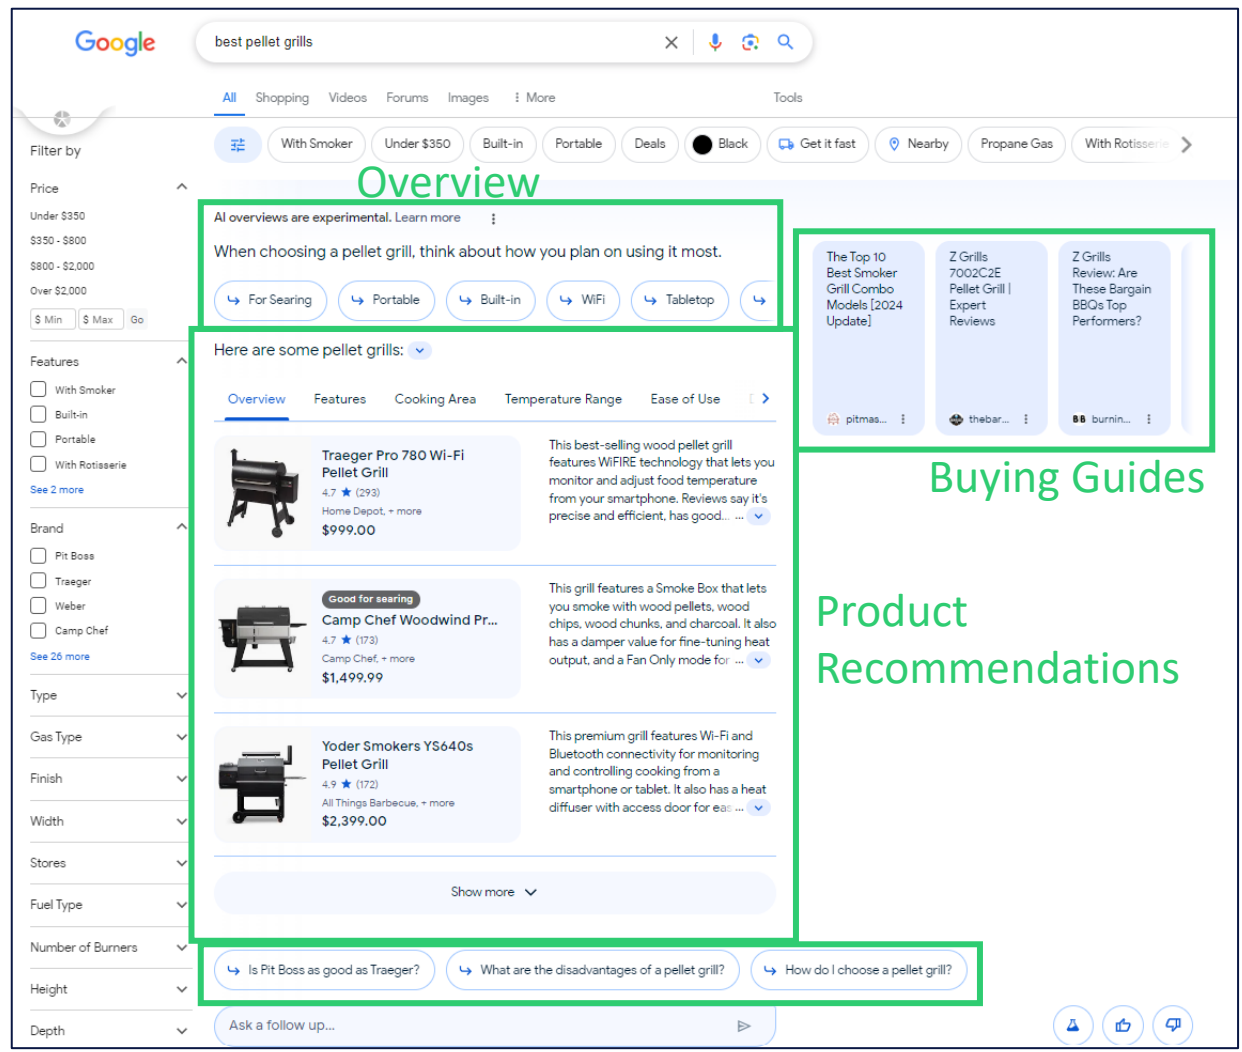 Google
best pellet grills
All Shopping Videos Forums Images More Tools
Filter by
With Smoker Under $350 Built-in Portable Deals Black Get it fast Nearby Propane Gas With Rotisserie
Price
Under $350
$350 - $800
$800 - $2,000
Over $2,000
$ Min $ Max Go
Features
With Smoker
Built-in
Portable
With Rotisserie
See 2 more
Brand
Pit Boss
Traeger
Weber
Camp Chef
See 26 more
Type
Gas Type
Finish
Width
Stores
Fuel Type
Number of Burners
Height
Depth
Overview
AI overviews are experimental. Learn more
When choosing a pellet grill, think about how you plan on using it most.
For Searing Portable Built-in WiFi Tabletop
Here are some pellet grills:
Overview Features Cooking Area Temperature Range Ease of Use
Traeger Pro 780 Wi-Fi
Pellet Grill
4.7 ★ (293)
Home Depot, + more
$999.00
This best-selling wood pellet grill
features WiFIRE technology that lets you
monitor and adjust food temperature
from your smartphone. Reviews say it's
precise and efficient, has good... ...
Good for searing
Camp Chef Woodwind Pr...
4.7 ★ (173)
Camp Chef, + more
$1,499.99
This grill features a Smoke Box that lets
you smoke with wood pellets, wood
chips, wood chunks, and charcoal. It also
has a damper value for fine-tuning heat
output, and a Fan Only mode for ...
Yoder Smokers YS640s
Pellet Grill
4.9 ★ (172)
All Things Barbecue, + more
$2,399.00
This premium grill features Wi-Fi and
Bluetooth connectivity for monitoring
and controlling cooking from a
smartphone or tablet. It also has a heat
diffuser with access door for eas ...
Show more
Is Pit Boss as good as Traeger? What are the disadvantages of a pellet grill? How do I choose a pellet grill?
Ask a follow up...
The Top 10
Best Smoker
Grill Combo
Models [2024
Update]
pitmas...
Z Grills
7002C2E
Pellet Grill |
Expert
Reviews
thebar...
Z Grills
Review: Are
These Bargain
BBQs Top
Performers?
BB burnin...
Buying Guides
Product
Recommendations